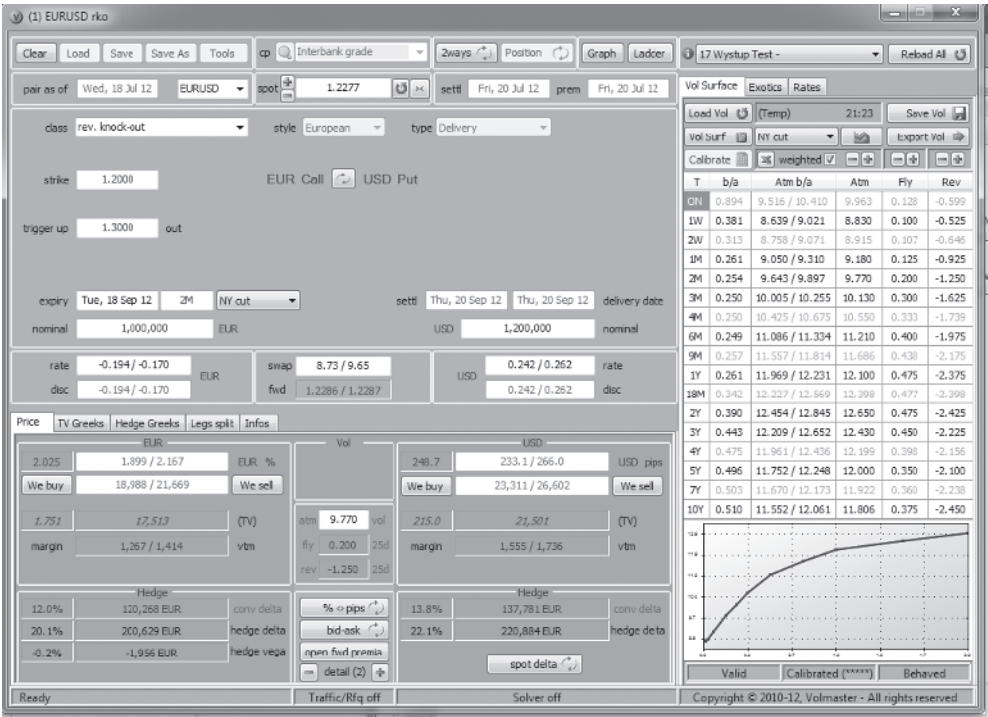 (1) EURUSD rko
Clear Load Save Save As Tools cp Interbank grade 2ways Position Graph Ladder
17 Wystup Test - Reload All
pair as of Wed, 18 Jul 12 EURUSD spot 1.2277 settl Fri, 20 Jul 12 prem Fri, 20 Jul 12
class rev. knock-out style European type Delivery
strike 1.2000 EUR Call USD Put
trigger up 1.3000 out
expiry Tue, 18 Sep 12 2M NY cut settl Thu, 20 Sep 12 Thu, 20 Sep 12 delivery date
nominal 1,000,000 EUR USD 1,200,000 nominal
rate -0.194/-0.170 EUR swap 8.73 / 9.65 USD 0.242 / 0.262 rate
disc -0.194/-0.170 fwd 1.2286 / 1.2287 0.242 / 0.262 disc
Price TV Greeks Hedge Greeks Legs split Infos
EUR Vol USD
2.025 1.899 / 2.167 EUR % 248.7 233.1 / 266.0 USD pips
We buy 18,988 / 21,669 We sell We buy 23,311 / 26,602 We sell
1.751 17,513 (TV) atm 9.770 vol 215.0 21,501 (TV)
margin 1,267 / 1,414 vtm fly 0.200 25d margin 1,555 / 1,736 vtm
rev -1.250 25d
Hedge Hedge
12.0% 120,268 EUR conv delta % ⇔ pips 13.8% 137,781 EUR conv delta
20.1% 200,629 EUR hedge delta bid-ask 22.1% 220,884 EUR hedge delta
-0.2% -1,956 EUR hedge vega open fwd premia
detail (2) spot delta
Ready Traffic/Rfq off Solver off
Vol Surface Exotics Rates
Load Vol (Temp) 21:23 Save Vol
Vol Surf NY cut Export Vol
Calibrate weighted
T b/a Atm b/a Atm Fly Rev
ON 0.894 9.516 / 10.410 9.963 0.128 -0.599
1W 0.381 8.639 / 9.021 8.830 0.100 -0.525
2W 0.313 8.758 / 9.071 8.915 0.107 -0.646
1M 0.261 9.050 / 9.310 9.180 0.125 -0.925
2M 0.254 9.643 / 9.897 9.770 0.200 -1.250
3M 0.250 10.005 / 10.255 10.130 0.300 -1.625
4M 0.250 10.425 / 10.675 10.550 0.333 -1.739
6M 0.249 11.086 / 11.334 11.210 0.400 -1.975
9M 0.257 11.557 / 11.814 11.686 0.438 -2.175
1Y 0.261 11.969 / 12.231 12.100 0.475 -2.375
18M 0.342 12.227 / 12.569 12.398 0.477 -2.398
2Y 0.390 12.454 / 12.845 12.650 0.475 -2.425
3Y 0.443 12.209 / 12.652 12.430 0.450 -2.225
4Y 0.475 11.961 / 12.436 12.199 0.398 -2.156
5Y 0.496 11.752 / 12.248 12.000 0.350 -2.100
7Y 0.503 11.670 / 12.173 11.922 0.360 -2.238
10Y 0.510 11.552 / 12.061 11.806 0.375 -2.450
Valid Calibrated (*****) Behaved
Copyright © 2010-12, Volmaster - All rights reserved